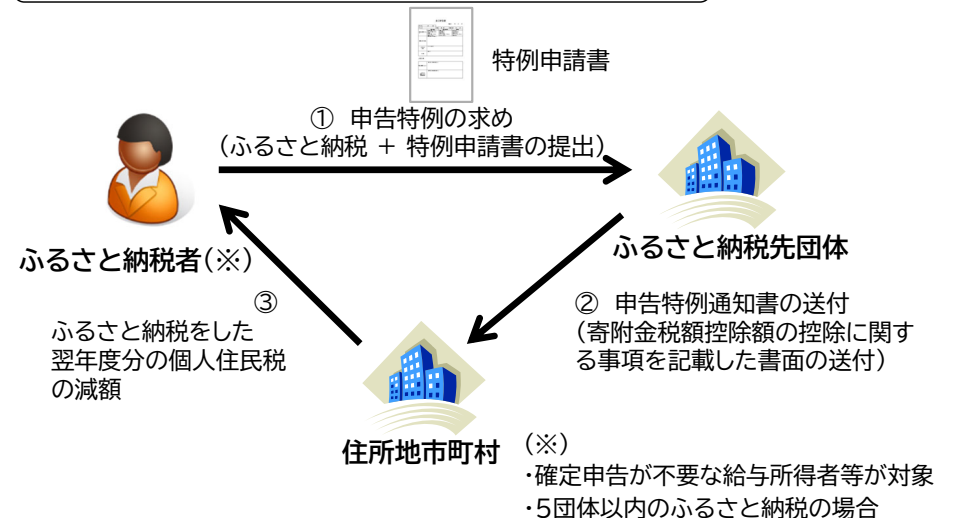 特例申請書
① 申告特例の求め
（ふるさと納税 ＋ 特例申請書の提出）
ふるさと納税者（※）
ふるさと納税先団体
② 申告特例通知書の送付
（寄附金税額控除額の控除に関す
る事項を記載した書面の送付）
③
ふるさと納税をした
翌年度分の個人住民税
の減額
住所地市町村
（※）
・確定申告が不要な給与所得者等が対象
・5団体以内のふるさと納税の場合